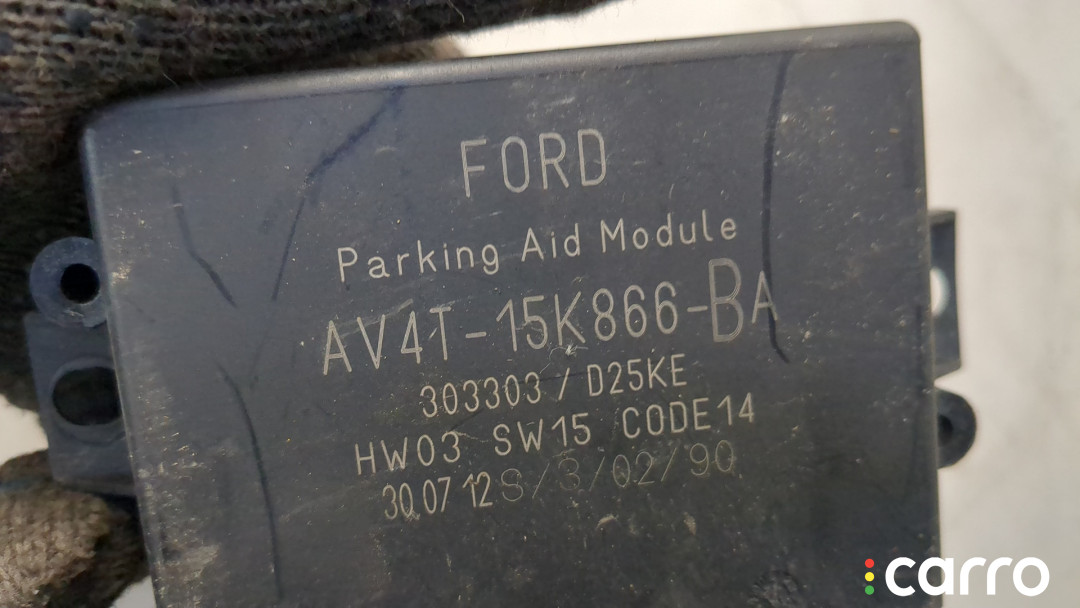 FORD
Parking Aid Module
AV4T-15K866-BA
303303/D25KE
HW03 SW15 CODE14
30.07.12 S/3/02/90
carro